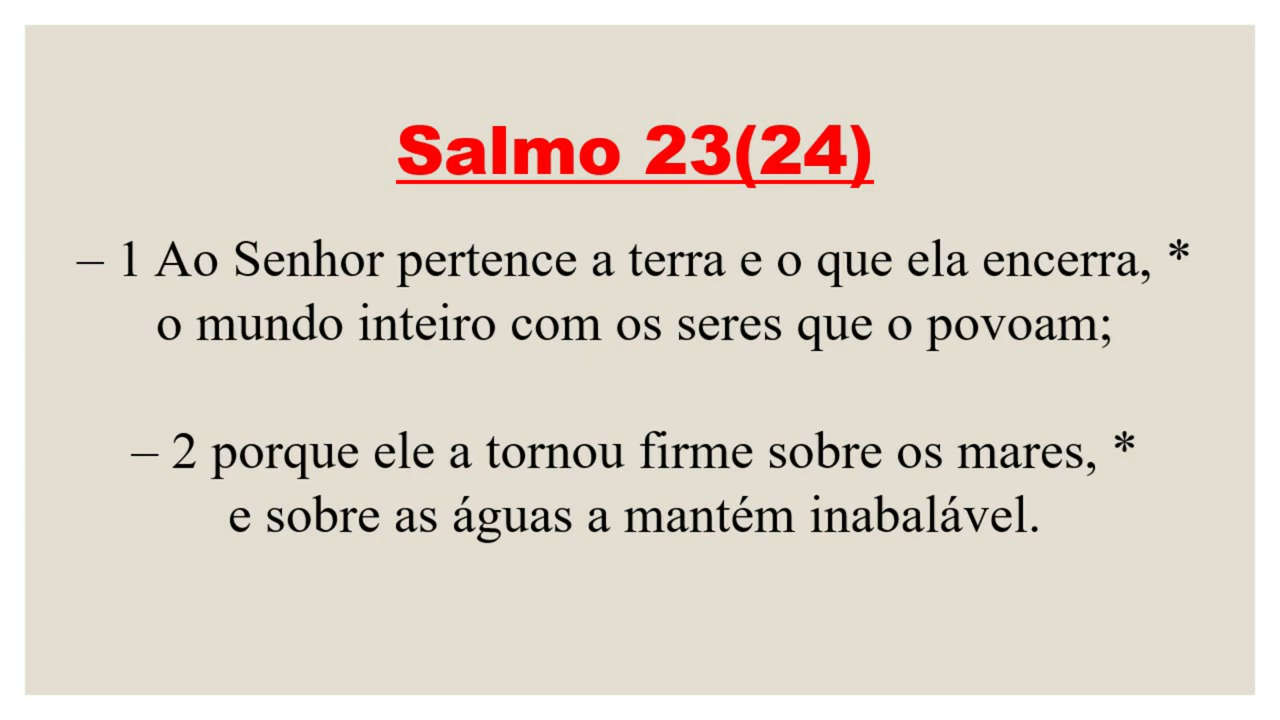 Salmo 23(24)
– 1 Ao Senhor pertence a terra e o que ela encerra, *
o mundo inteiro com os seres que o povoam;
– 2 porque ele a tornou firme sobre os mares, *
e sobre as águas a mantém inabalável.